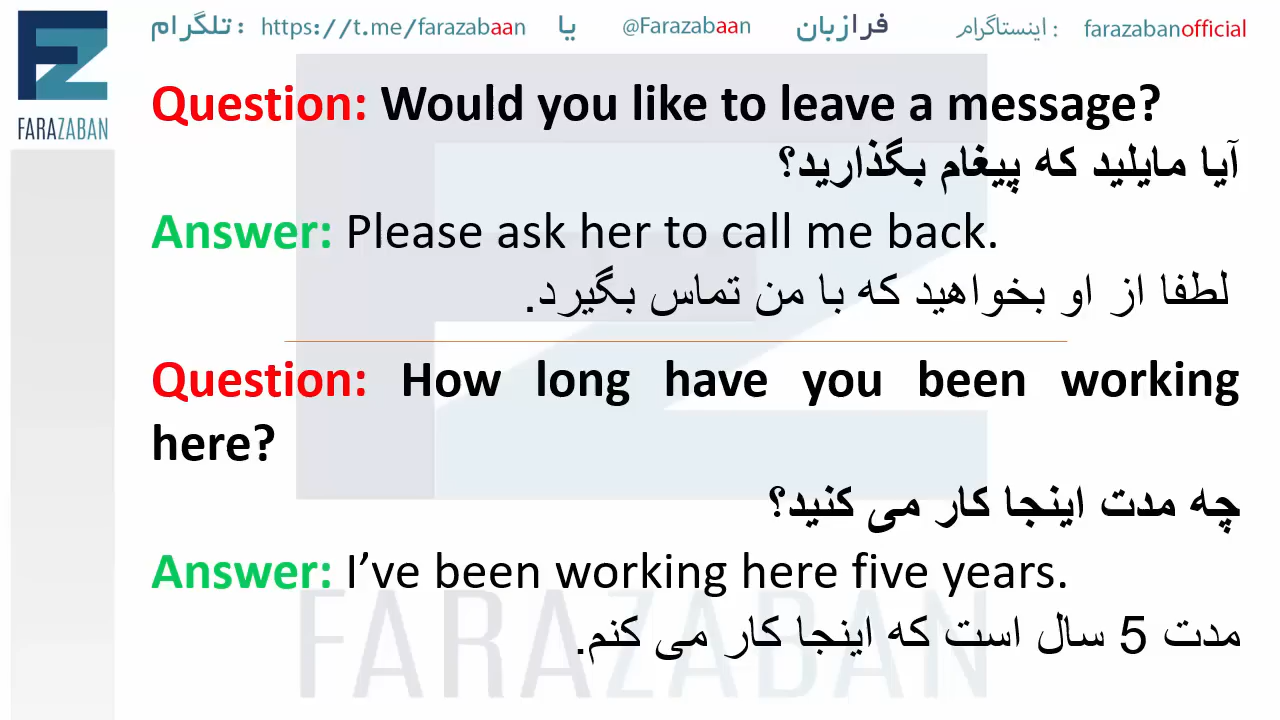 تلگرام : https://t.me/farazabaan یا @Farazabaan فرازبان اینستاگرام : farazabanofficial
FARAZABAN
Question: Would you like to leave a message?
آیا مایلید که پیغام بگذارید؟
Answer: Please ask her to call me back.
لطفا از او بخواهید که با من تماس بگیرد.
Question: How long have you been working
here?
چه مدت اینجا کار می کنید؟
Answer: I’ve been working here five years.
مدت 5 سال است که اینجا کار می کنم.
FARAZABAN